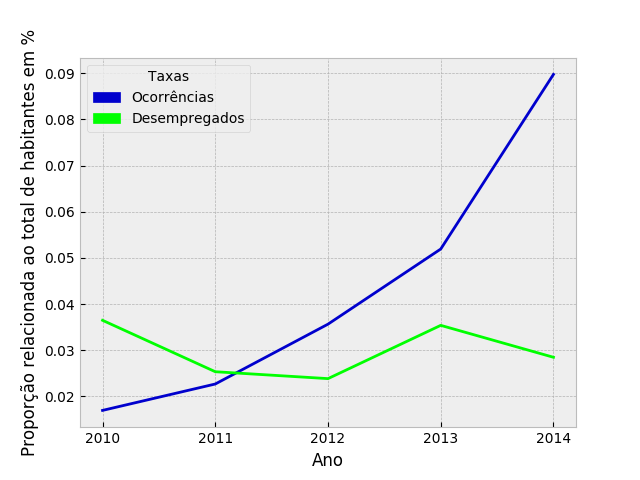 Proporção relacionada ao total de habitantes em %
0.09
0.08
0.07
0.06
0.05
0.04
0.03
0.02
Taxas
Ocorrências
Desempregados
2010 2011 2012 2013 2014
Ano